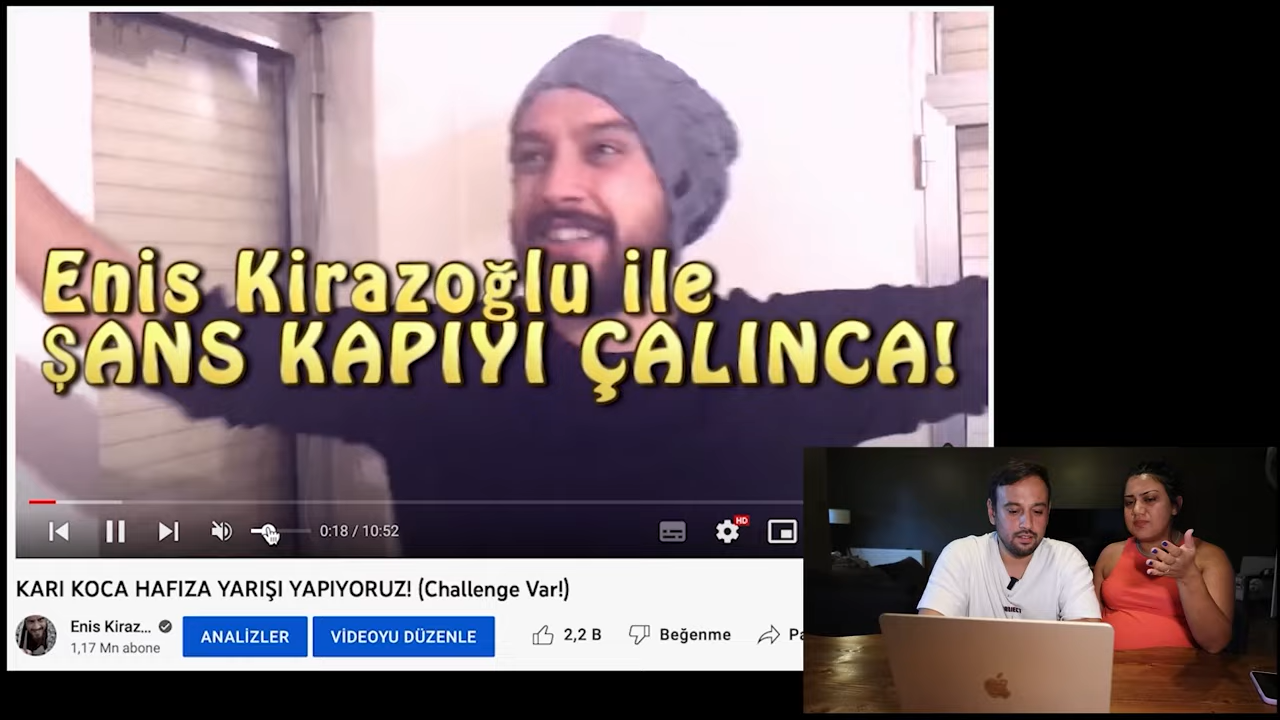 Enis Kirazoğlu ile
ŞANS KAPIYI ÇALINCA!
0:18 / 10:52
HD
KARI KOCA HAFIZA YARIŞI YAPIYORUZ! (Challenge Var!)
Enis Kiraz...
1,17 Mn abone
ANALİZLER
VİDEOYU DÜZENLE
2,2 B
Beğenme